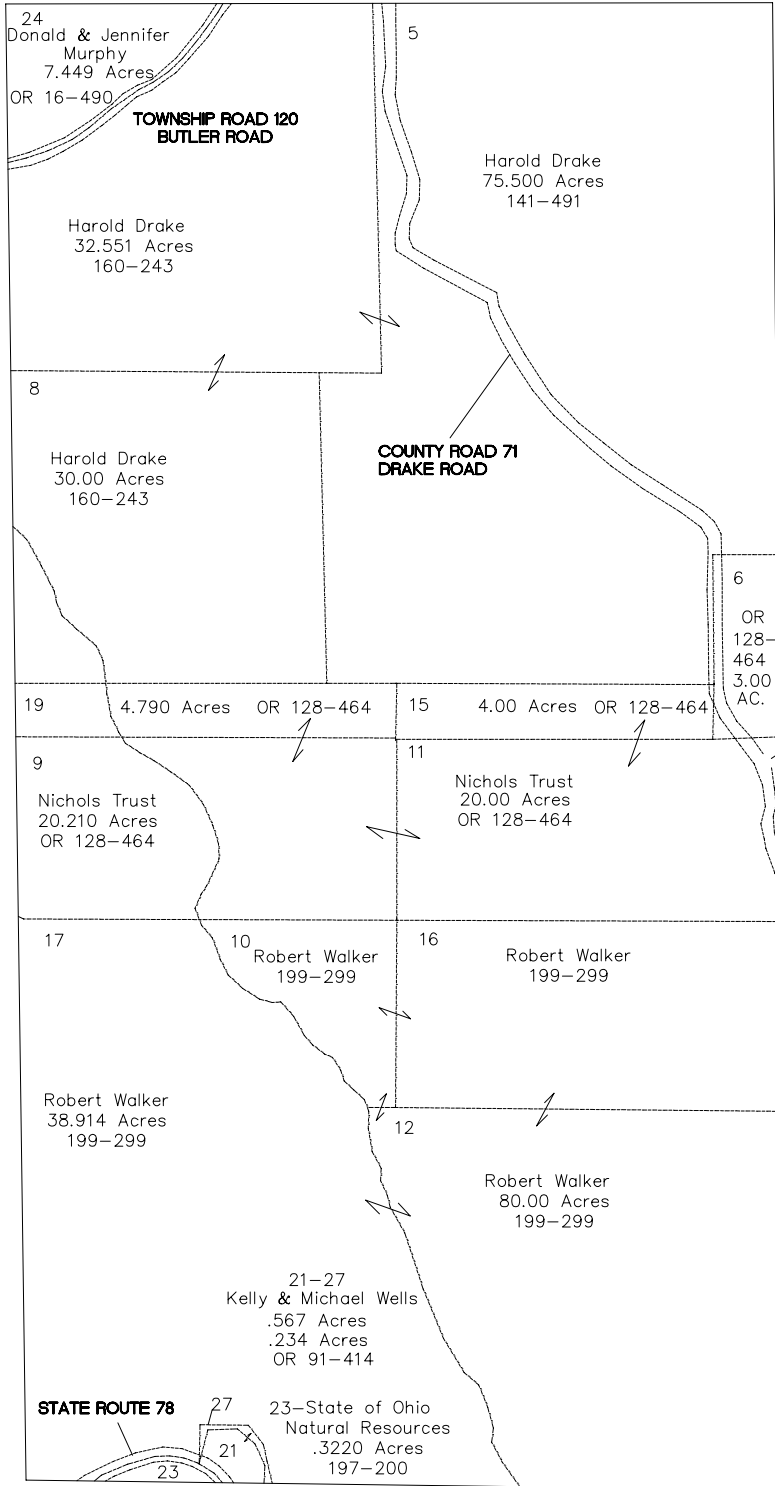 24
Donald & Jennifer
Murphy
7.449 Acres
OR 16-490
TOWNSHIP ROAD 120
BUTLER ROAD
5
Harold Drake
75.500 Acres
141-491
Harold Drake
32.551 Acres
160-243
8
Harold Drake
30.00 Acres
160-243
COUNTY ROAD 71
DRAKE ROAD
6
OR
128-
464
3.00
AC.
19
4.790 Acres OR 128-464
15
4.00 Acres OR 128-464
9
Nichols Trust
20.210 Acres
OR 128-464
11
Nichols Trust
20.00 Acres
OR 128-464
17
10
Robert Walker
199-299
16
Robert Walker
199-299
Robert Walker
38.914 Acres
199-299
12
Robert Walker
80.00 Acres
199-299
21-27
Kelly & Michael Wells
.567 Acres
.234 Acres
OR 91-414
STATE ROUTE 78
27
21
23
23-State of Ohio
Natural Resources
.3220 Acres
197-200